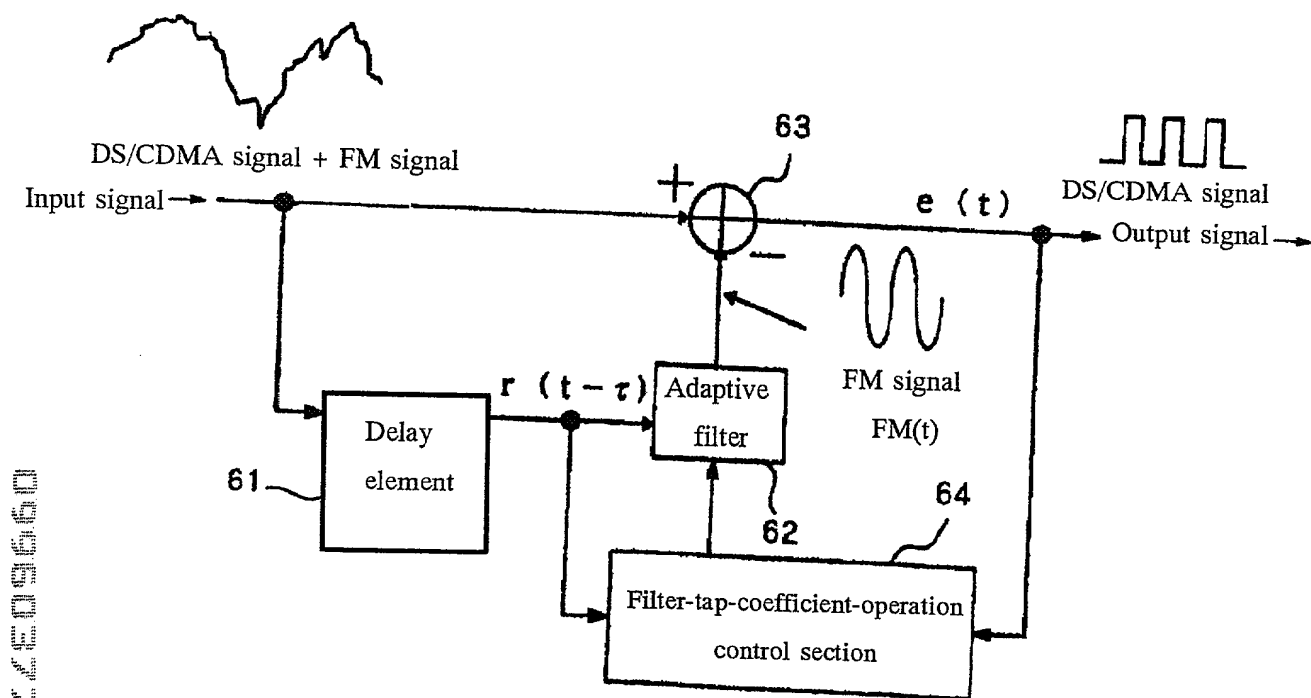 DS/CDMA signal + FM signal
Input signal
+
63
e (t)
DS/CDMA signal
Output signal
−
FM signal
FM(t)
r (t − τ)
Adaptive
filter
Delay
element
61
62
64
Filter-tap-coefficient-operation
control section